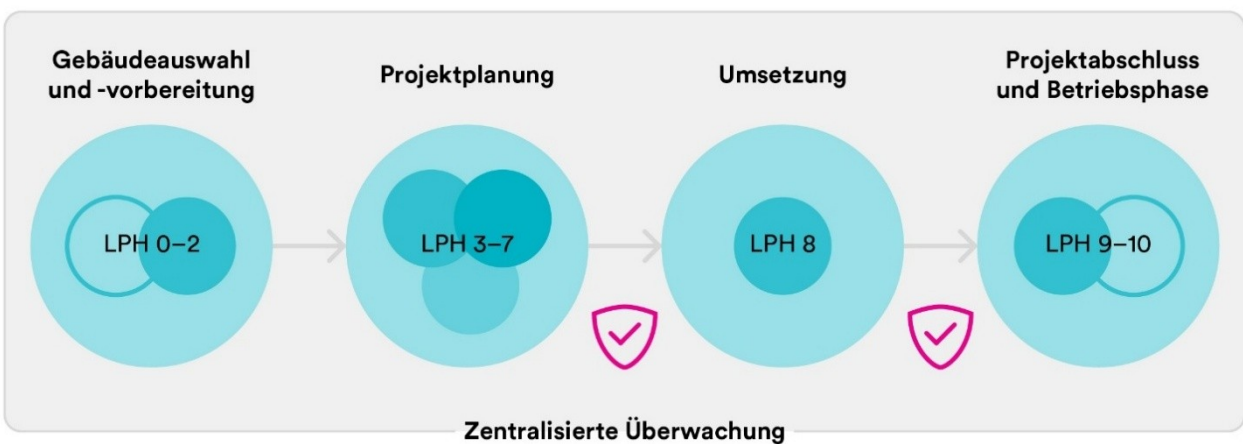 Gebäudeauswahl
und -vorbereitung
Projektplanung
Umsetzung
Projektabschluss
und Betriebsphase
LPH 0–2
LPH 3–7
LPH 8
LPH 9–10
Zentralisierte Überwachung